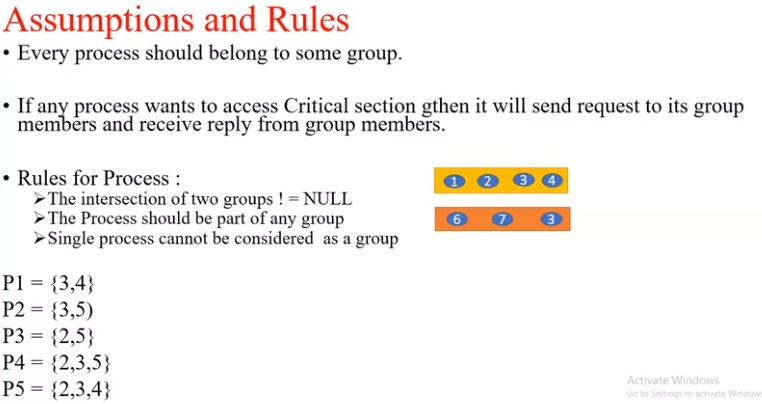 Assumptions and Rules
• Every process should belong to some group.
• If any process wants to access Critical section gthen it will send request to its group
members and receive reply from group members.
• Rules for Process :
➢The intersection of two groups ! = NULL
➢The Process should be part of any group
➢Single process cannot be considered  as a group
1 2 3 4
6 7 3
P1 = {3,4}
P2 = {3,5)
P3 = {2,5}
P4 = {2,3,5}
P5 = {2,3,4}
Activate Windows
Go to Settings to activate Windows